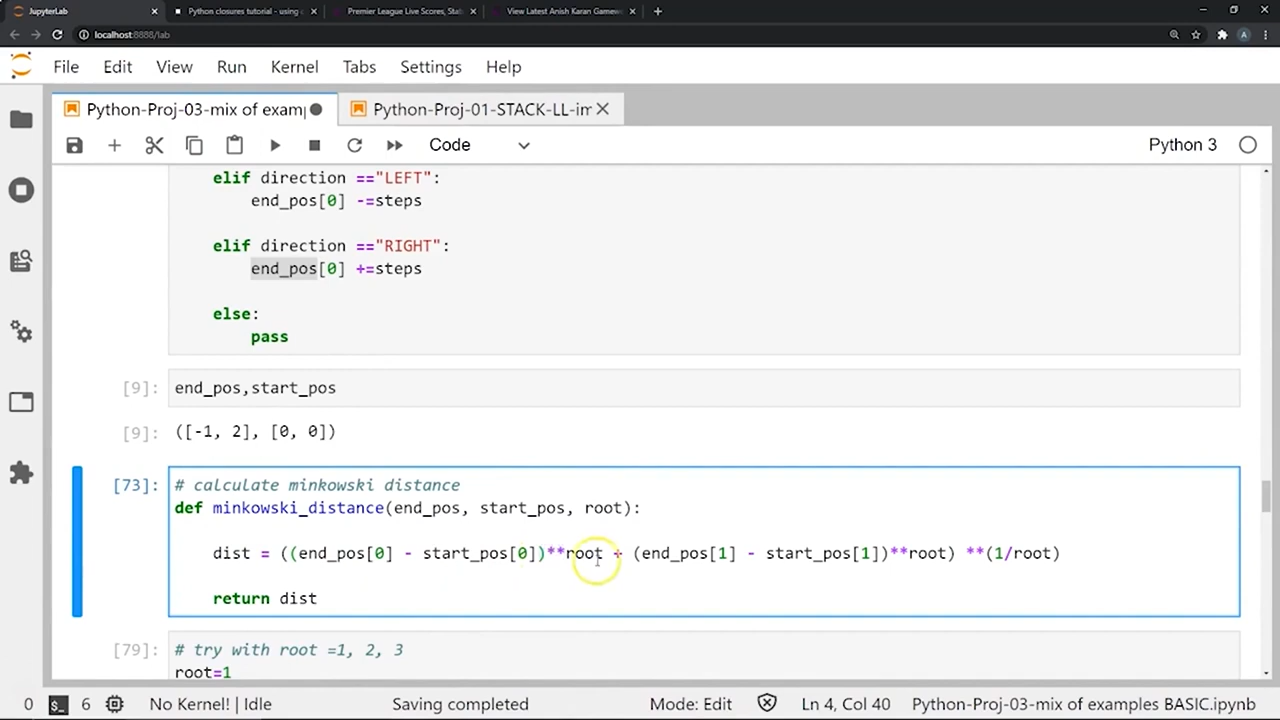 JupyterLab
Python closures tutorial - using c
Premier League Live Scores, Stat
View Latest Anish Karan Gamew
localhost:8888/lab
A
File Edit View Run Kernel Tabs Settings Help
Python-Proj-03-mix of examp
Python-Proj-01-STACK-LL-im
Code
Python 3
elif direction =="LEFT":
end_pos[0] -=steps
elif direction =="RIGHT":
end_pos[0] +=steps
else:
pass
[9]: end_pos,start_pos
[9]: ([-1, 2], [0, 0])
[73]: # calculate minkowski distance
def minkowski_distance(end_pos, start_pos, root):
dist = ((end_pos[0] - start_pos[0])**root + (end_pos[1] - start_pos[1])**root) **(1/root)
return dist
[79]: # try with root =1, 2, 3
root=1
0 $_ 6 No Kernel! | Idle Saving completed Mode: Edit Ln 4, Col 40 Python-Proj-03-mix of examples BASIC.ipynb